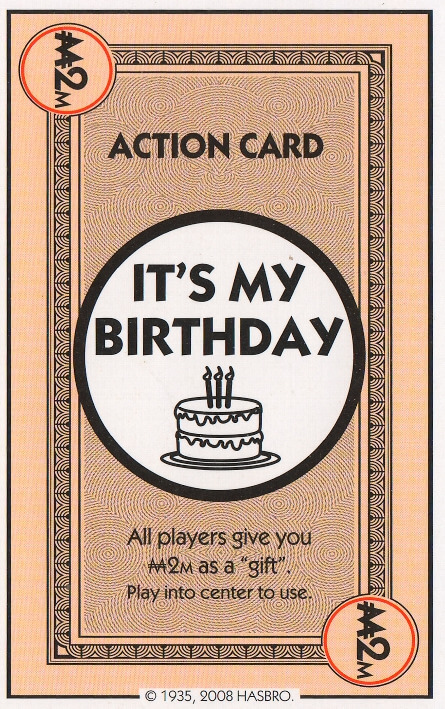 ₩2M
ACTION CARD
IT'S MY
BIRTHDAY
All players give you
₩2M as a "gift".
Play into center to use.
₩2M
© 1935, 2008 HASBRO.